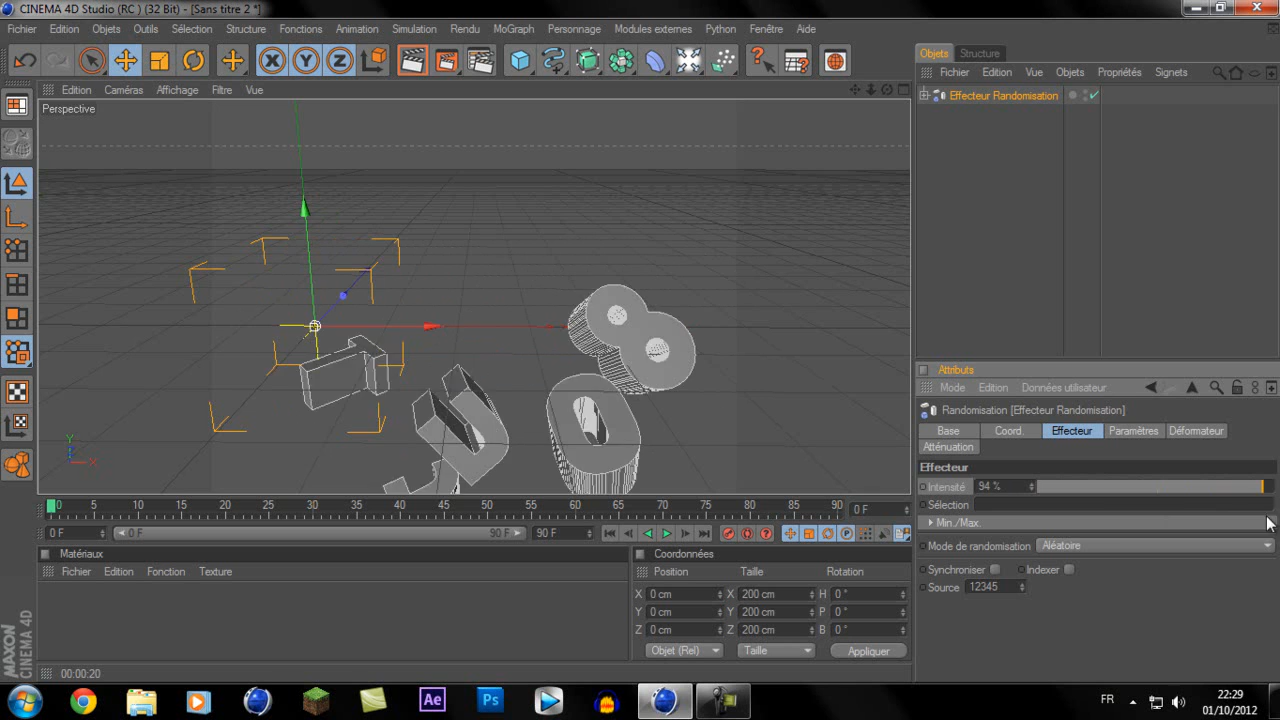 CINEMA 4D Studio (RC ) (32 Bit) - [Sans titre 2 *]
Fichier Edition Objets Outils Sélection Structure Fonctions Animation Simulation Rendu MoGraph Personnage Modules externes Python Fenêtre Aide
X Y Z
Objets Structure
Fichier Edition Vue Objets Propriétés Signets
Edition Caméras Affichage Filtre Vue
Effecteur Randomisation
Perspective
Y
X
Attributs
Mode Edition Données utilisateur
Randomisation [Effecteur Randomisation]
Base Coord. Effecteur Paramètres Déformateur
Atténuation
Effecteur
Intensité 94 %
Sélection
Min./Max.
Mode de randomisation Aléatoire
Synchroniser Indexer
Source 12345
0 5 10 15 20 25 30 35 40 45 50 55 60 65 70 75 80 85 90 0 F
0 F 0 F 90 F 90 F
Matériaux
Fichier Edition Fonction Texture
Coordonnées
Position Taille Rotation
X 0 cm X 200 cm H 0 °
Y 0 cm Y 200 cm P 0 °
Z 0 cm Z 200 cm B 0 °
Objet (Rel) Taille Appliquer
MAXON
CINEMA 4D
00:00:20
Ae Ps
FR
22:29
01/10/2012